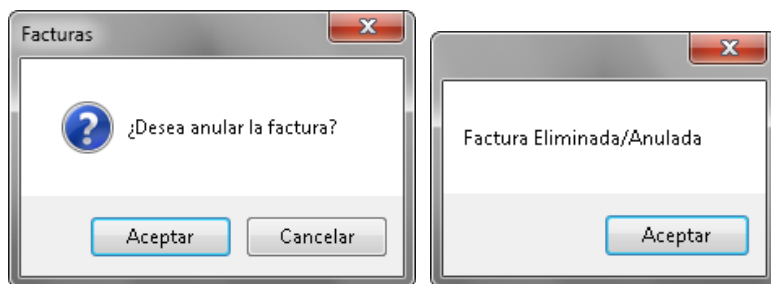 Facturas
¿Desea anular la factura?
Aceptar
Cancelar
Factura Eliminada/Anulada
Aceptar